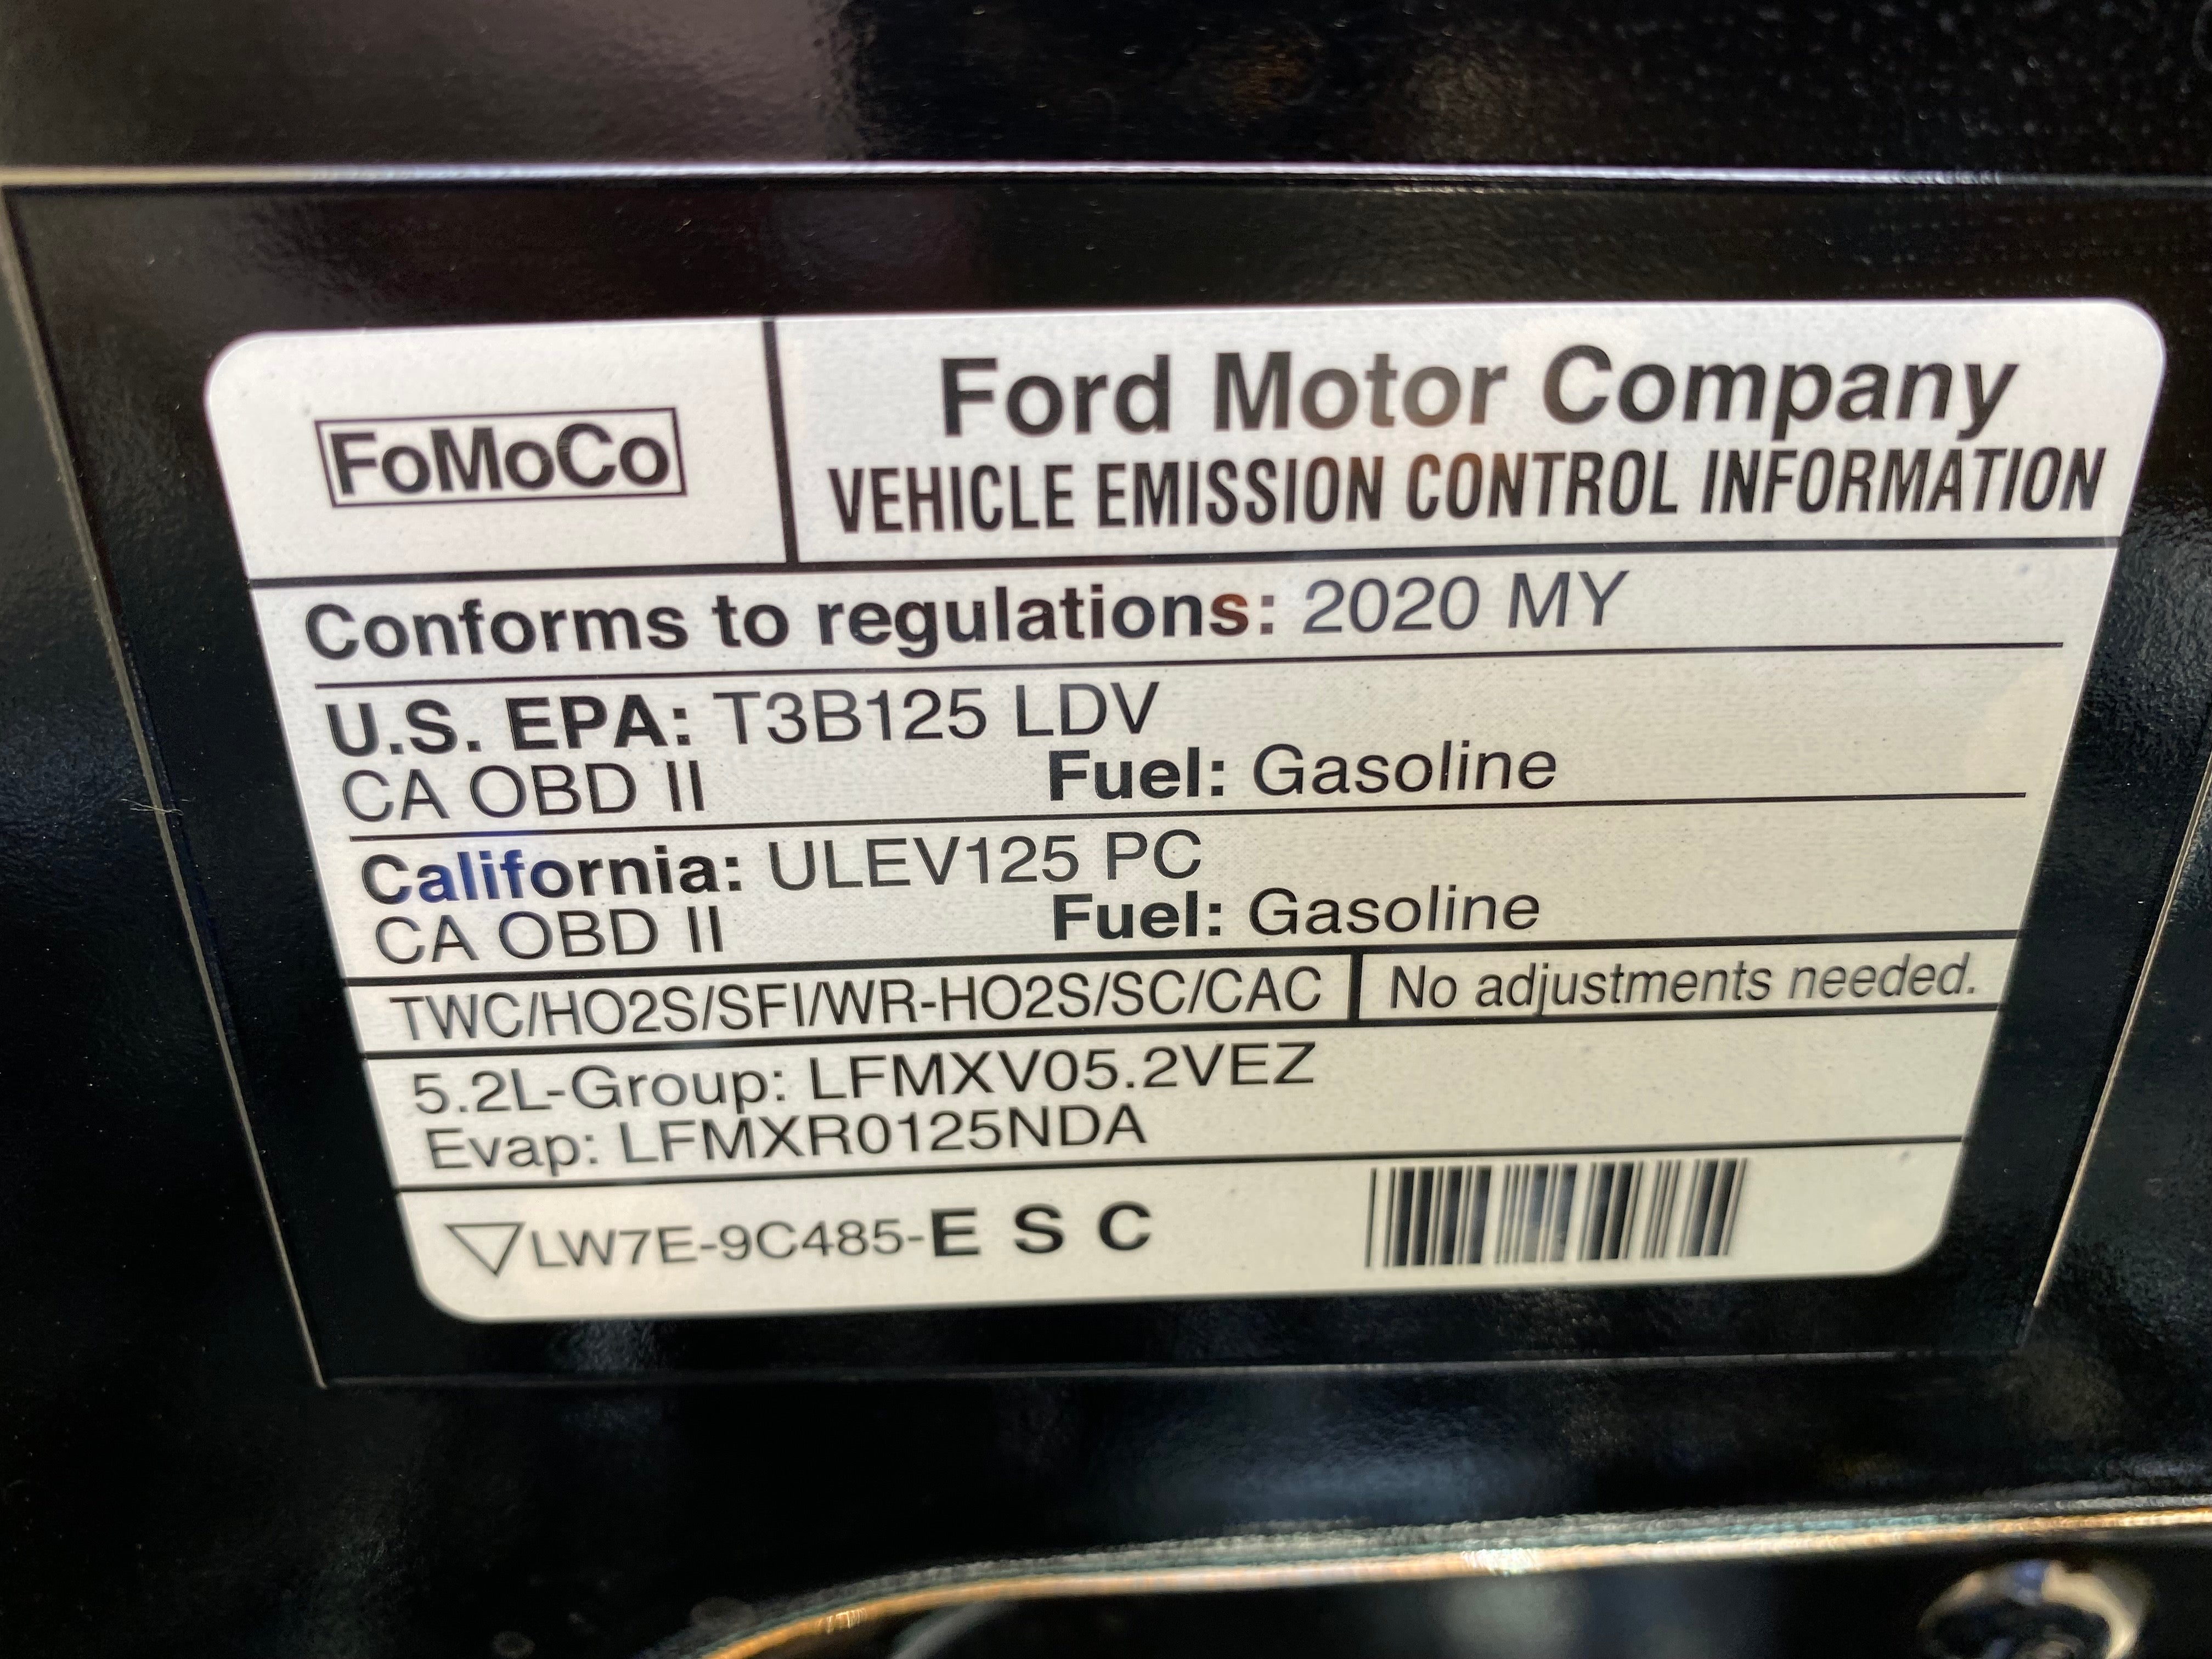 FoMoCo
Ford Motor Company
VEHICLE EMISSION CONTROL INFORMATION
Conforms to regulations: 2020 MY
U.S. EPA: T3B125 LDV
CA OBD II Fuel: Gasoline
California: ULEV125 PC
CA OBD II Fuel: Gasoline
TWC/HO2S/SFI/WR-HO2S/SC/CAC No adjustments needed.
5.2L-Group: LFMXV05.2VEZ
Evap: LFMXR0125NDA
LW7E-9C485-E S C